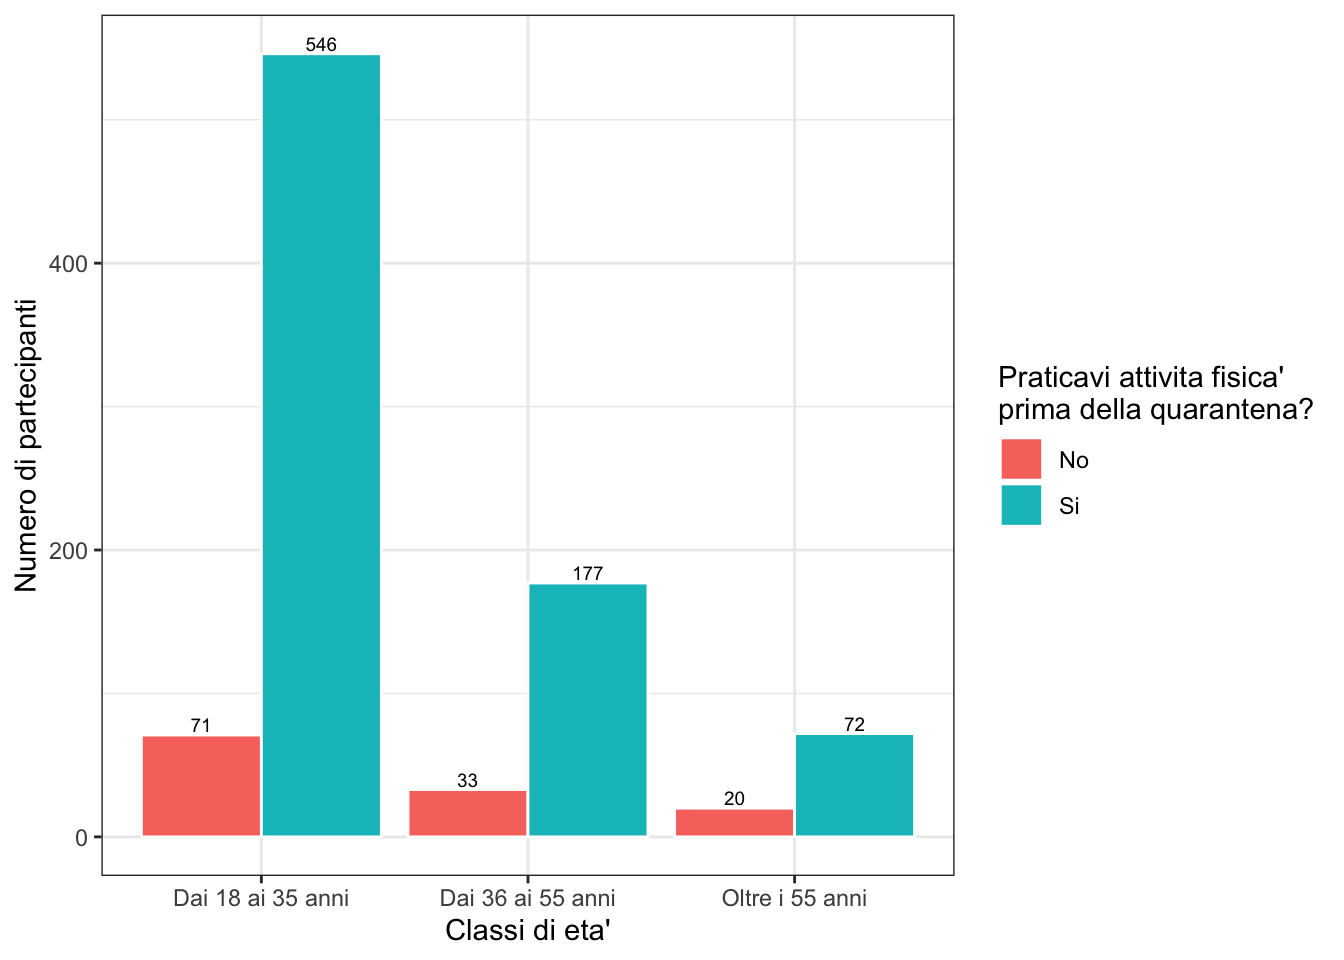 546
71
177
33
72
20
400
200
0
Numero di partecipanti
Dai 18 ai 35 anni
Dai 36 ai 55 anni
Oltre i 55 anni
Classi di eta'
Praticavi attivita fisica'
prima della quarantena?
No
Si